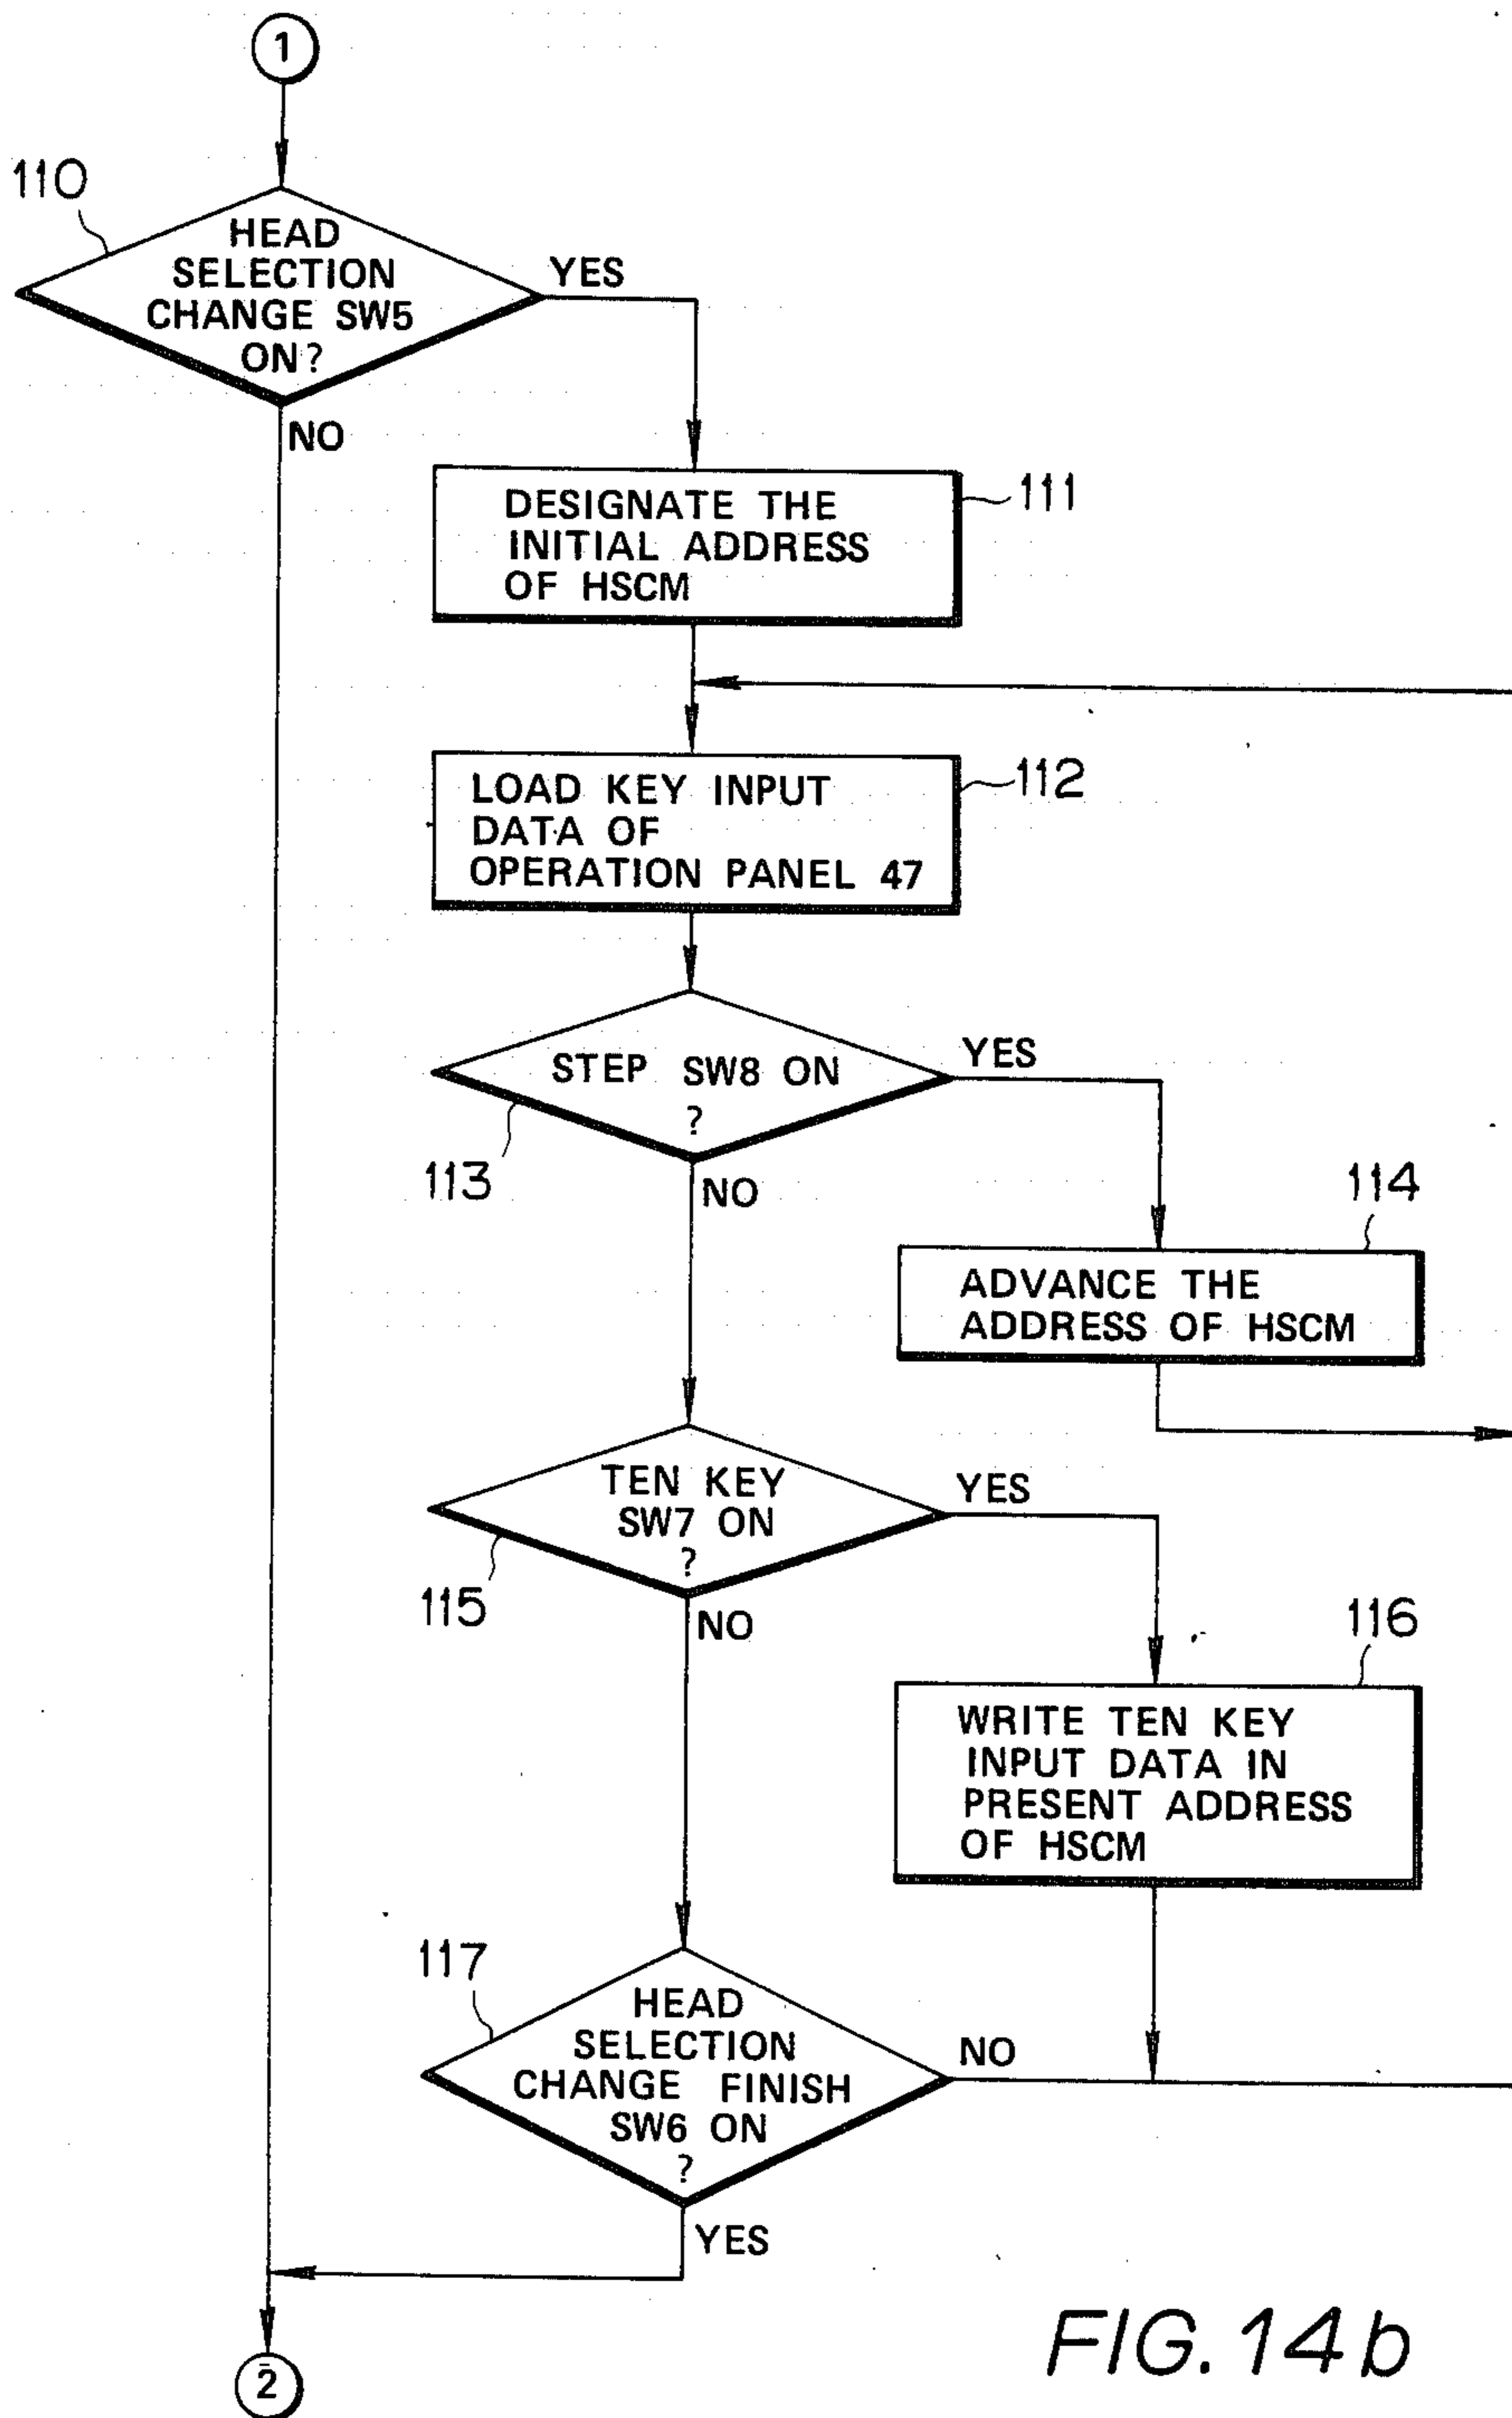 1
110
HEAD
SELECTION
CHANGE SW5
ON?
YES
NO
111
DESIGNATE THE
INITIAL ADDRESS
OF HSCM
112
LOAD KEY INPUT
DATA OF
OPERATION PANEL 47
STEP SW8 ON
?
YES
113
NO
114
ADVANCE THE
ADDRESS OF HSCM
TEN KEY
SW7 ON
?
YES
115
NO
116
WRITE TEN KEY
INPUT DATA IN
PRESENT ADDRESS
OF HSCM
117
HEAD
SELECTION
CHANGE FINISH
SW6 ON
?
NO
YES
2
FIG. 14b